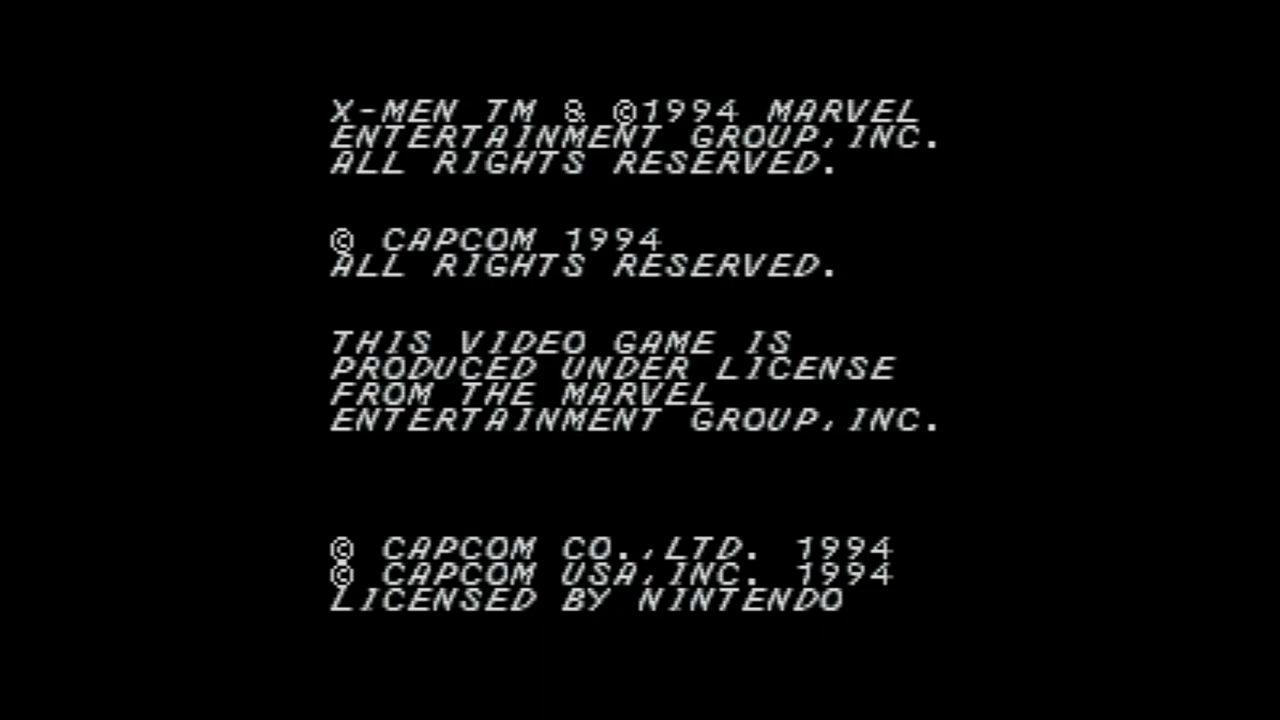 X-MEN TM & ©1994 MARVEL
ENTERTAINMENT GROUP,INC.
ALL RIGHTS RESERVED.
© CAPCOM 1994
ALL RIGHTS RESERVED.
THIS VIDEO GAME IS
PRODUCED UNDER LICENSE
FROM THE MARVEL
ENTERTAINMENT GROUP,INC.
© CAPCOM CO.,LTD. 1994
© CAPCOM USA,INC. 1994
LICENSED BY NINTENDO